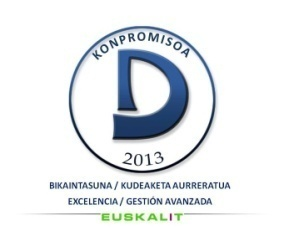 KONPROMISOA
D
2013
BIKAINTASUNA / KUDEAKETA AURRERATUA
EXCELENCIA / GESTIÓN AVANZADA
EUSKALIT